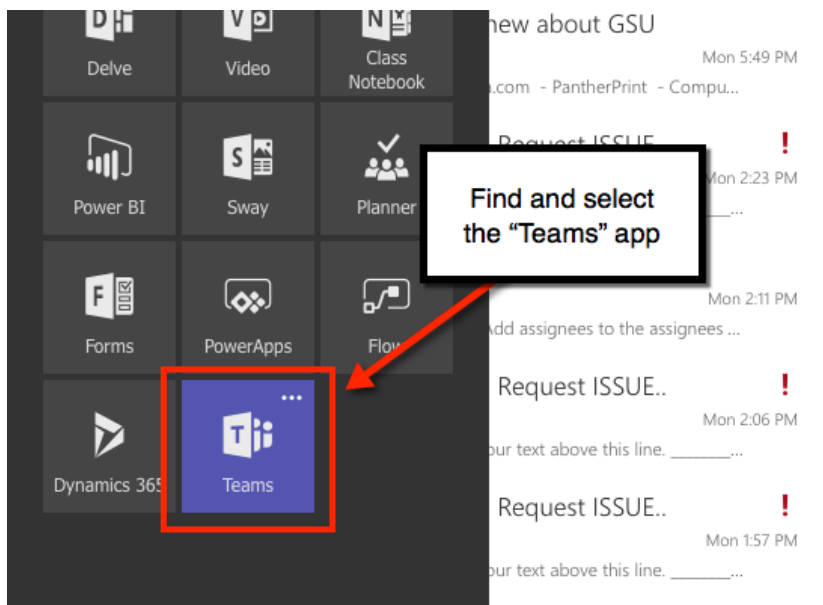 Delve
Video
Class
Notebook
Power BI
Sway
Planner
Forms
PowerApps
Flow
Dynamics 365
Teams
Find and select
the “Teams” app
new about GSU
Mon 5:49 PM
.com - PantherPrint - Compu...
Request ISSUE
Mon 2:23 PM
Mon 2:11 PM
Add assignees to the assignees ...
Request ISSUE..
!
Mon 2:06 PM
our text above this line. ________...
Request ISSUE..
!
Mon 1:57 PM
our text above this line. ________...